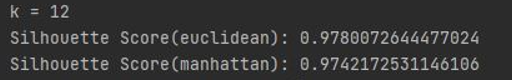 k = 12
Silhouette Score(euclidean): 0.9780072644477024
Silhouette Score(manhattan): 0.9742172531146106